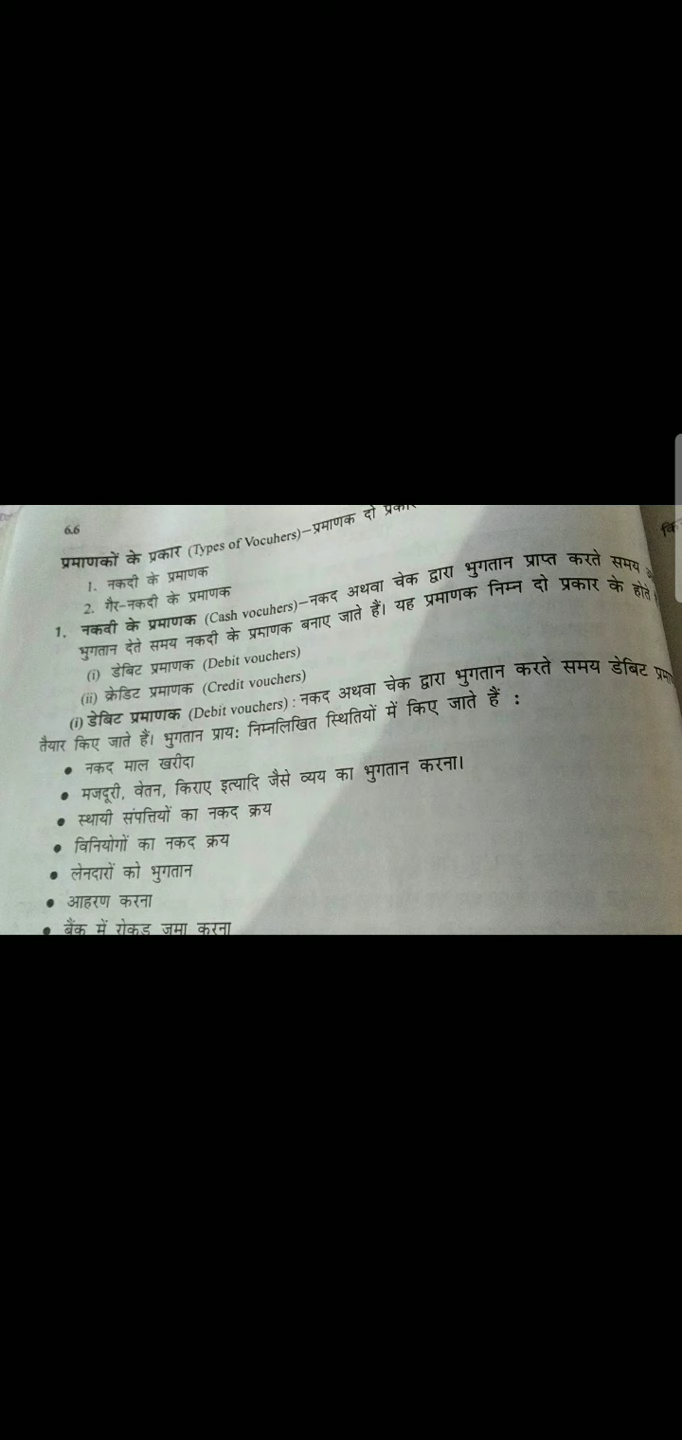 6.6
प्रमाणकों के प्रकार (Types of Vocuhers)–प्रमाणक दो प्रकार
1. नकदी के प्रमाणक
2. गैर-नकदी के प्रमाणक
1. नकदी के प्रमाणक (Cash vocuhers)–नकद अथवा चेक द्वारा भुगतान प्राप्त करते समय
भुगतान देते समय नकदी के प्रमाणक बनाए जाते हैं। यह प्रमाणक निम्न दो प्रकार के होते
(i) डेबिट प्रमाणक (Debit vouchers)
(ii) क्रेडिट प्रमाणक (Credit vouchers)
(i) डेबिट प्रमाणक (Debit vouchers) : नकद अथवा चेक द्वारा भुगतान करते समय डेबिट
तैयार किए जाते हैं। भुगतान प्राय: निम्नलिखित स्थितियों में किए जाते हैं :
• नकद माल खरीदा
• मजदूरी, वेतन, किराए इत्यादि जैसे व्यय का भुगतान करना।
• स्थायी संपत्तियों का नकद क्रय
• विनियोगों का नकद क्रय
• लेनदारों को भुगतान
• आहरण करना
• बैंक में रोकड़ जमा करना